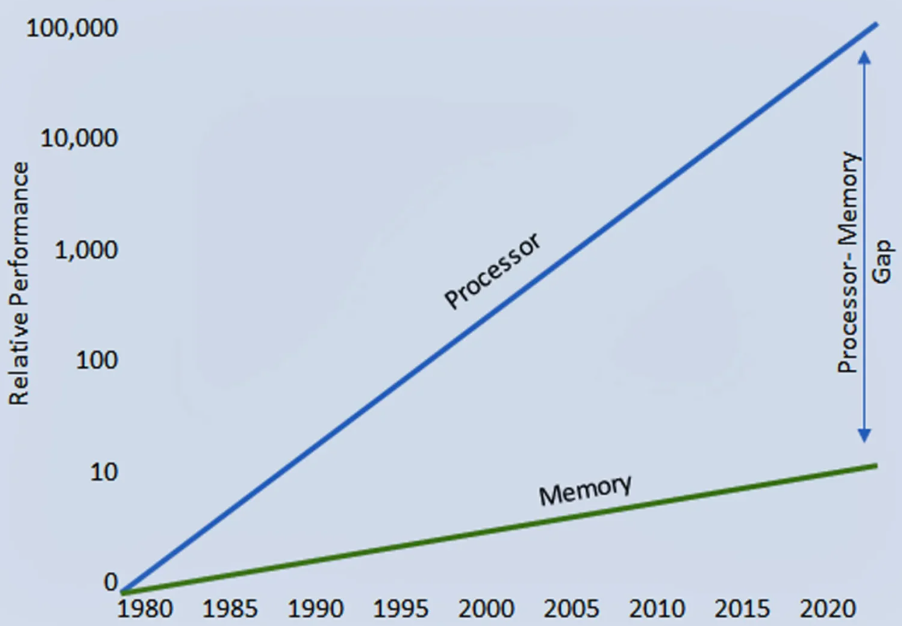 Relative Performance
100,000
10,000
1,000
100
10
0
Processor
Memory
Processor- Memory
Gap
1980 1985 1990 1995 2000 2005 2010 2015 2020